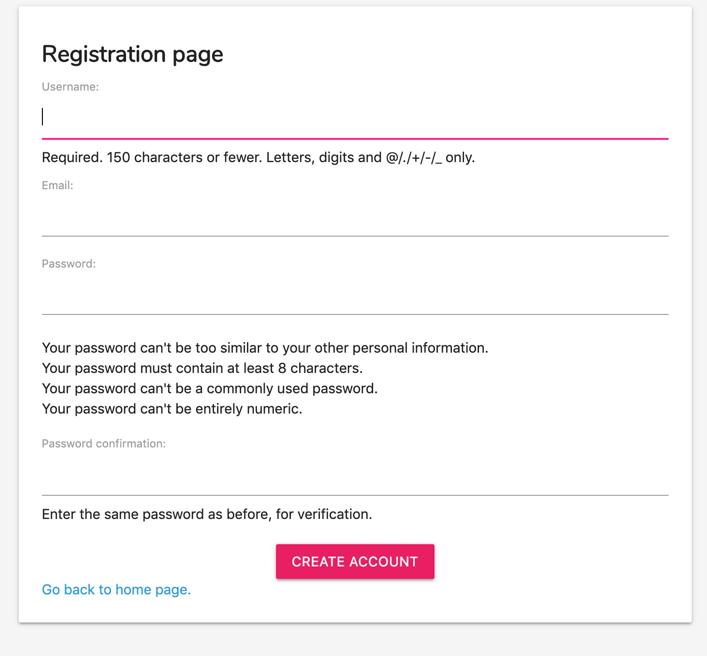 Registration page
Username:
Required. 150 characters or fewer. Letters, digits and @/./+/-/_ only.
Email:
Password:
Your password can't be too similar to your other personal information.
Your password must contain at least 8 characters.
Your password can't be a commonly used password.
Your password can't be entirely numeric.
Password confirmation:
Enter the same password as before, for verification.
CREATE ACCOUNT
Go back to home page.